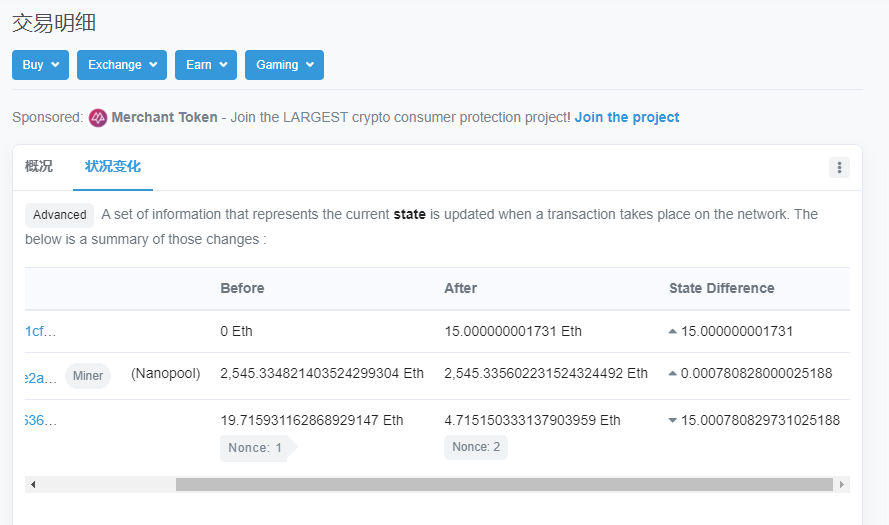 交易明细
Buy Exchange Earn Gaming
Sponsored: Merchant Token - Join the LARGEST crypto consumer protection project! Join the project
概况 状况变化
Advanced A set of information that represents the current state is updated when a transaction takes place on the network. The
below is a summary of those changes :
Before After State Difference
1cf... 0 Eth 15.000000001731 Eth 15.000000001731
e2a... Miner (Nanopool) 2,545.334821403524299304 Eth 2,545.335602231524324492 Eth 0.000780828000025188
636... 19.715931162868929147 Eth 4.715150333137903959 Eth 15.000780829731025188
Nonce: 1 Nonce: 2